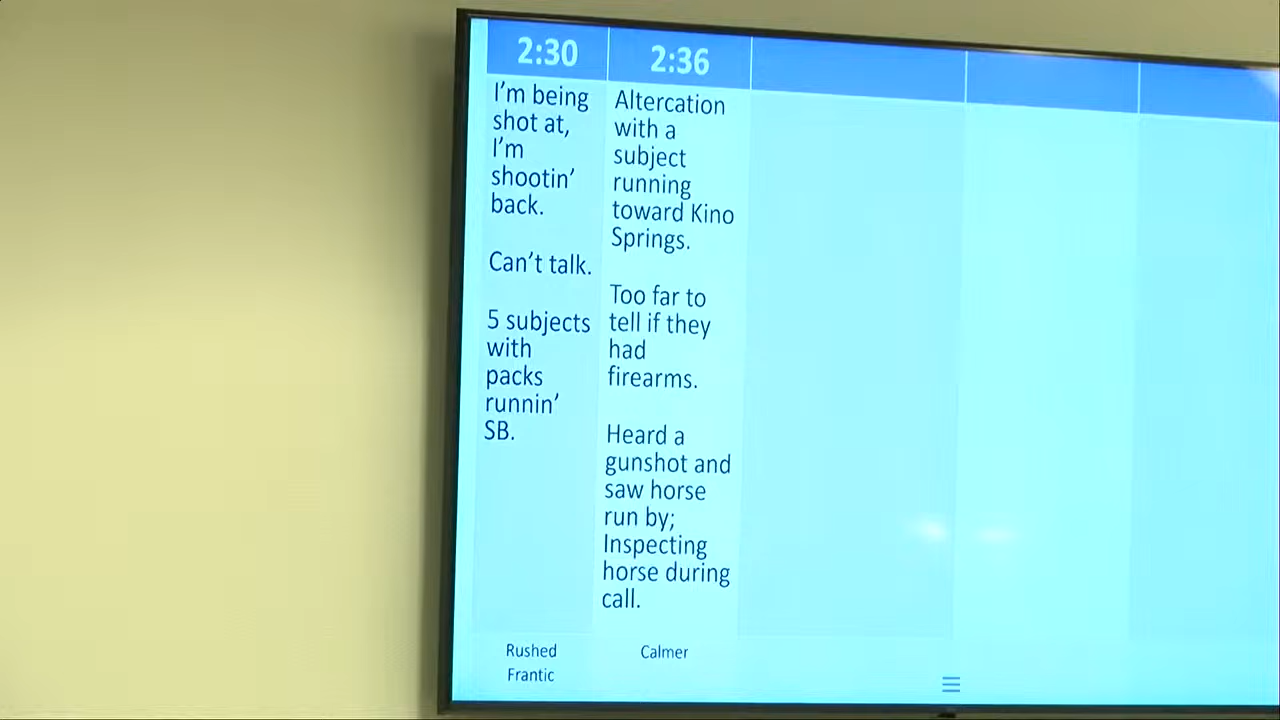 2:30
I'm being
shot at,
I'm
shootin'
back.
Can't talk.
5 subjects
with
packs
runnin'
SB.
Rushed
Frantic
2:36
Altercation
with a
subject
running
toward Kino
Springs.
Too far to
tell if they
had
firearms.
Heard a
gunshot and
saw horse
run by;
Inspecting
horse during
call.
Calmer